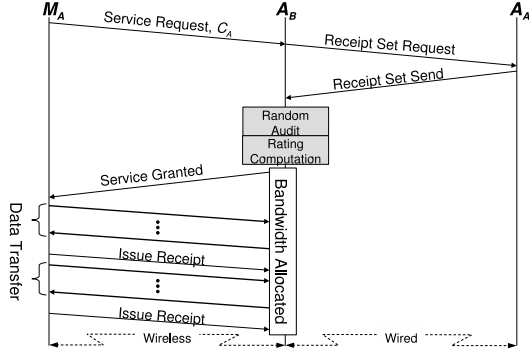 M_A
A_B
A_A
Service Request, C_A
Receipt Set Request
Receipt Set Send
Random
Audit
Rating
Computation
Service Granted
Bandwidth Allocated
Data Transfer
Issue Receipt
Issue Receipt
Wireless
Wired